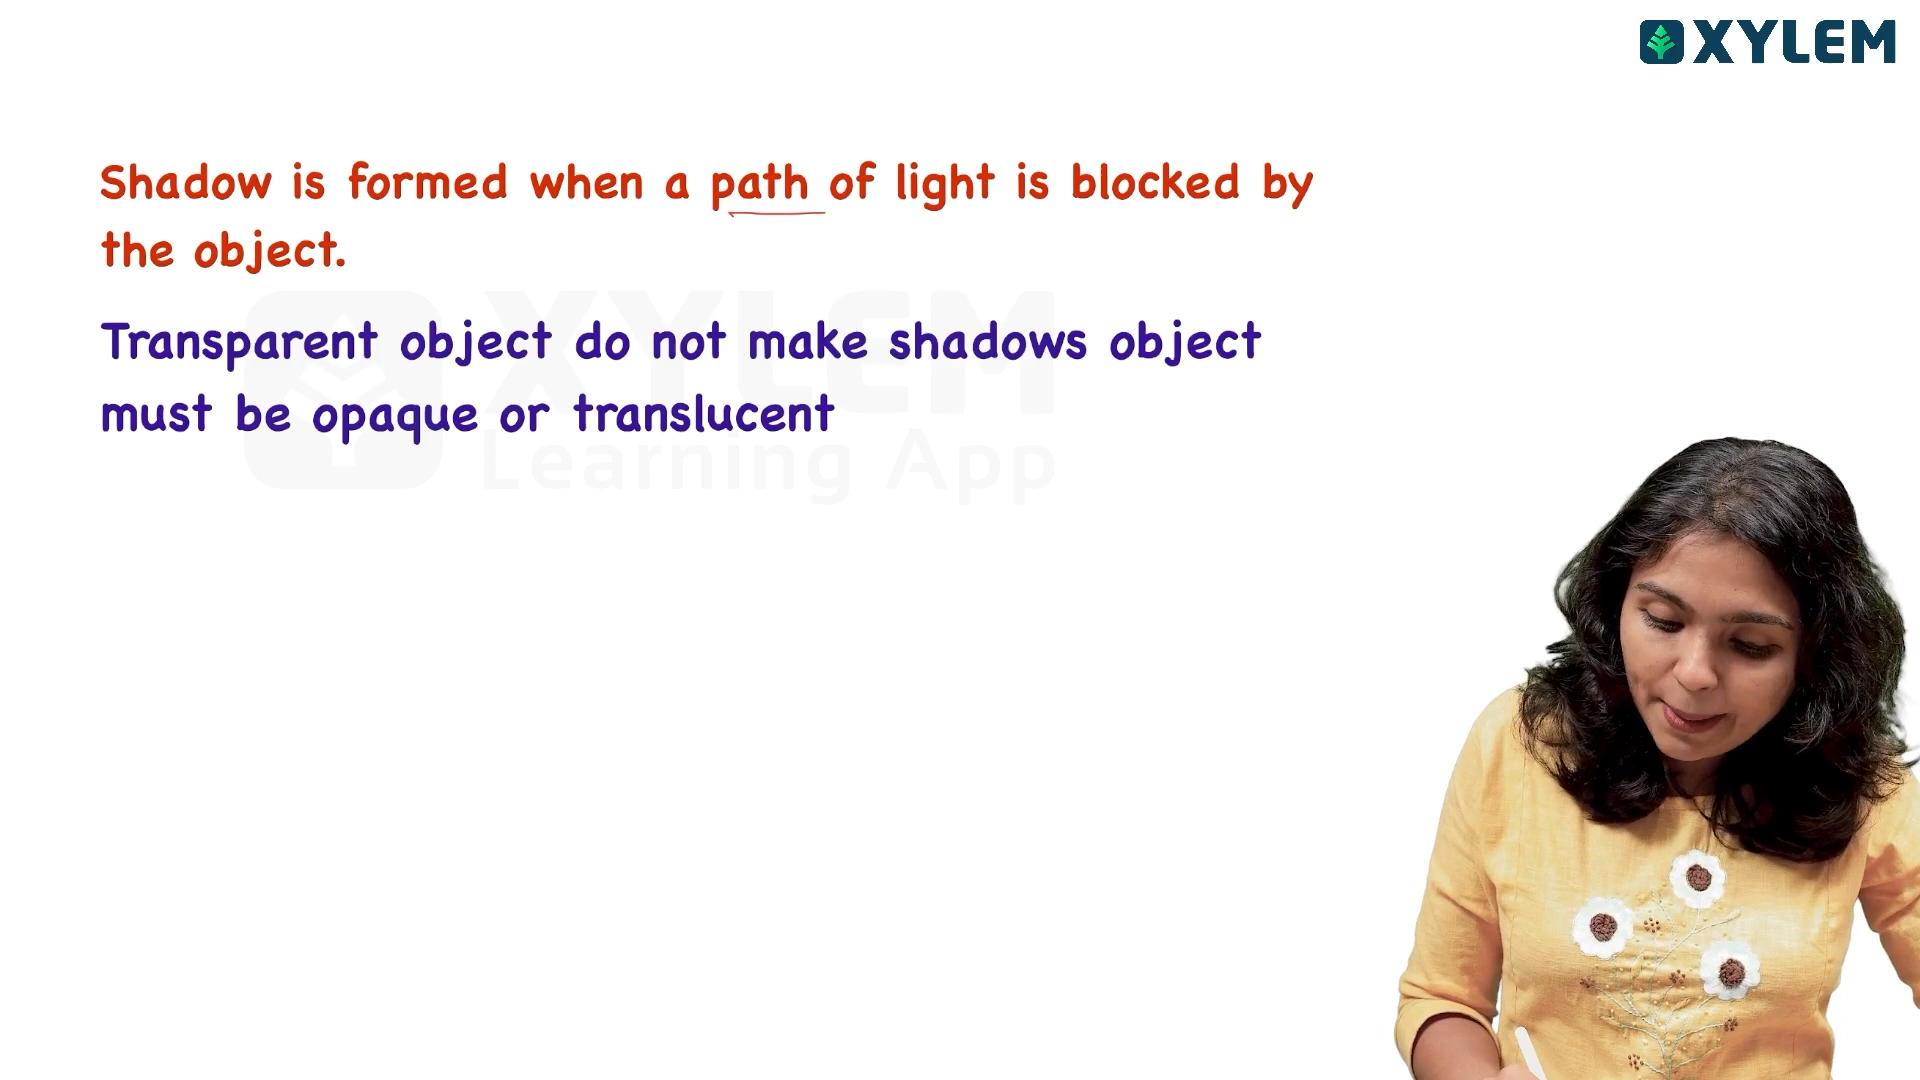 XYLEM
Shadow is formed when a path of light is blocked by
the object.
Transparent object do not make shadows object
must be opaque or translucent
XYLEM
Learning App